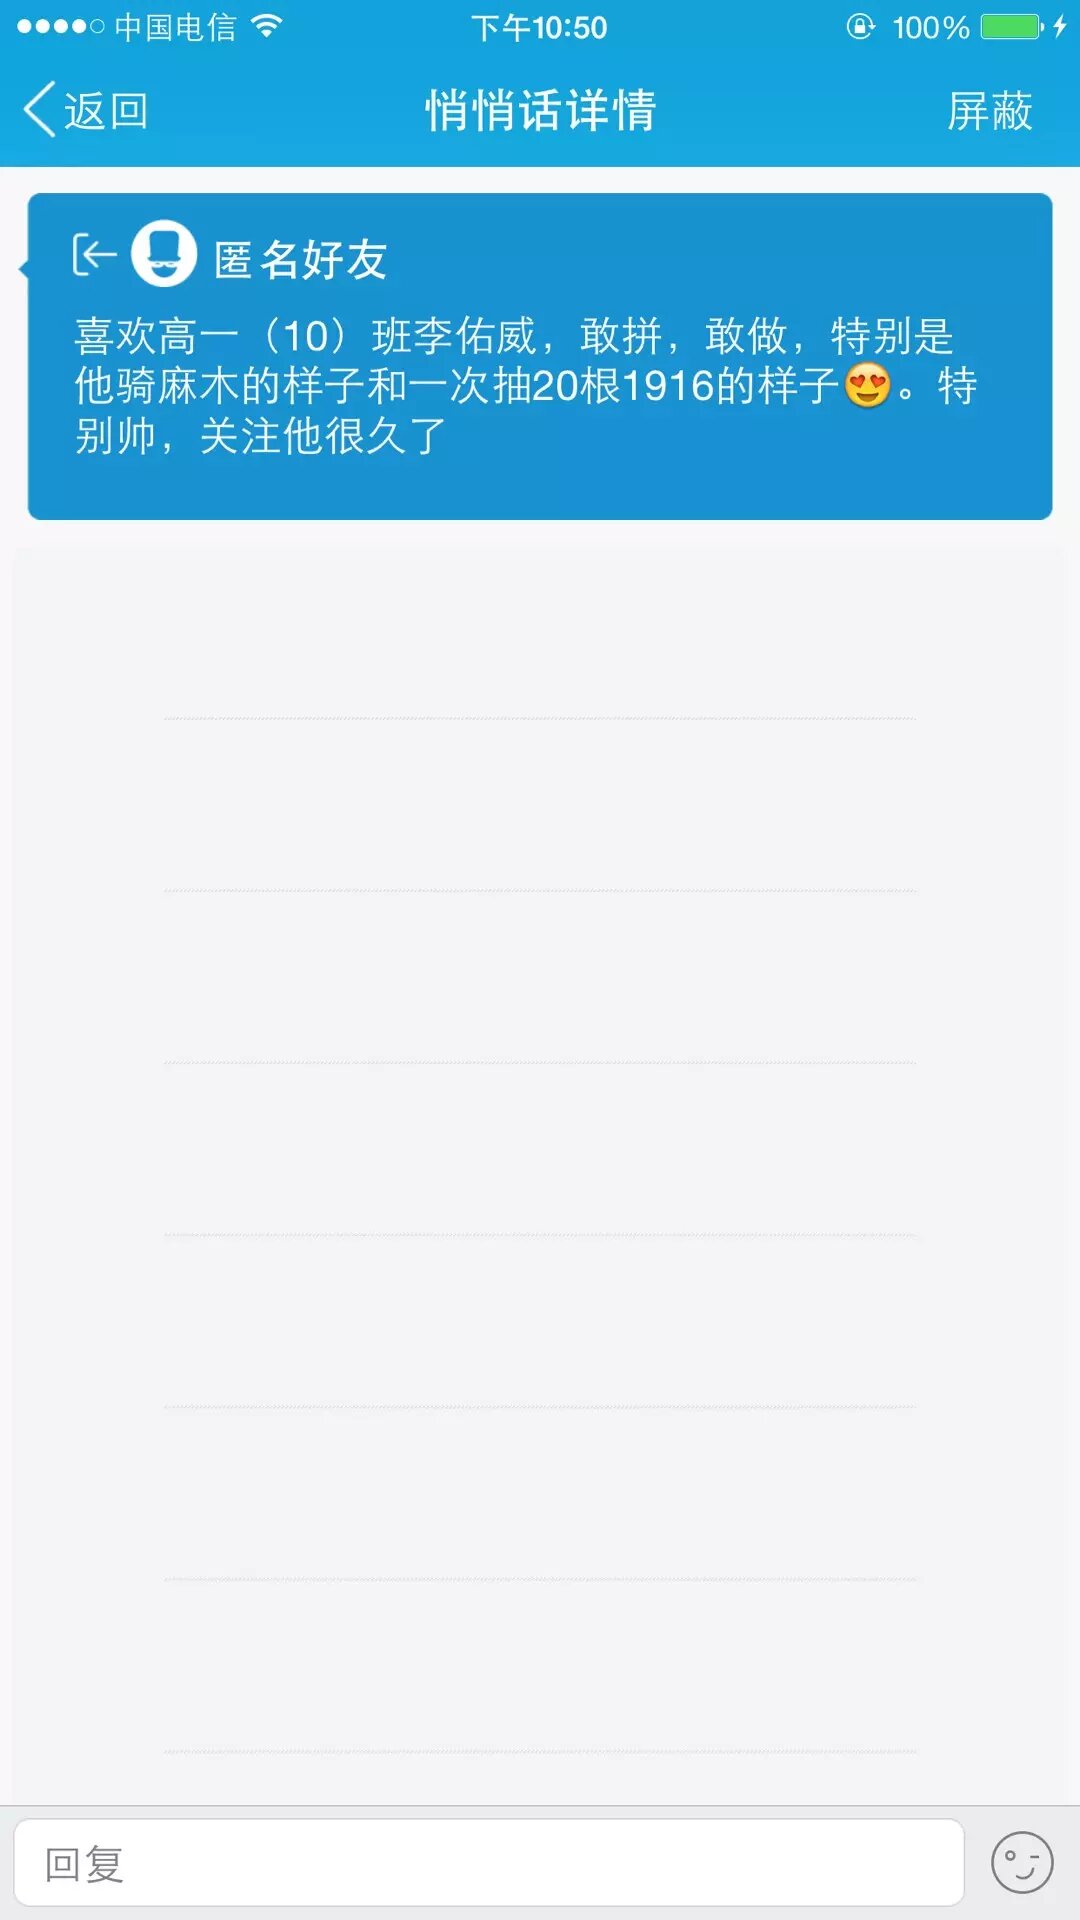 中国电信 下午10:50 100%
返回 悄悄话详情 屏蔽
匿名好友
喜欢高一（10）班李佑威，敢拼，敢做，特别是
他骑麻木的样子和一次抽20根1916的样子😍。特
别帅，关注他很久了
回复